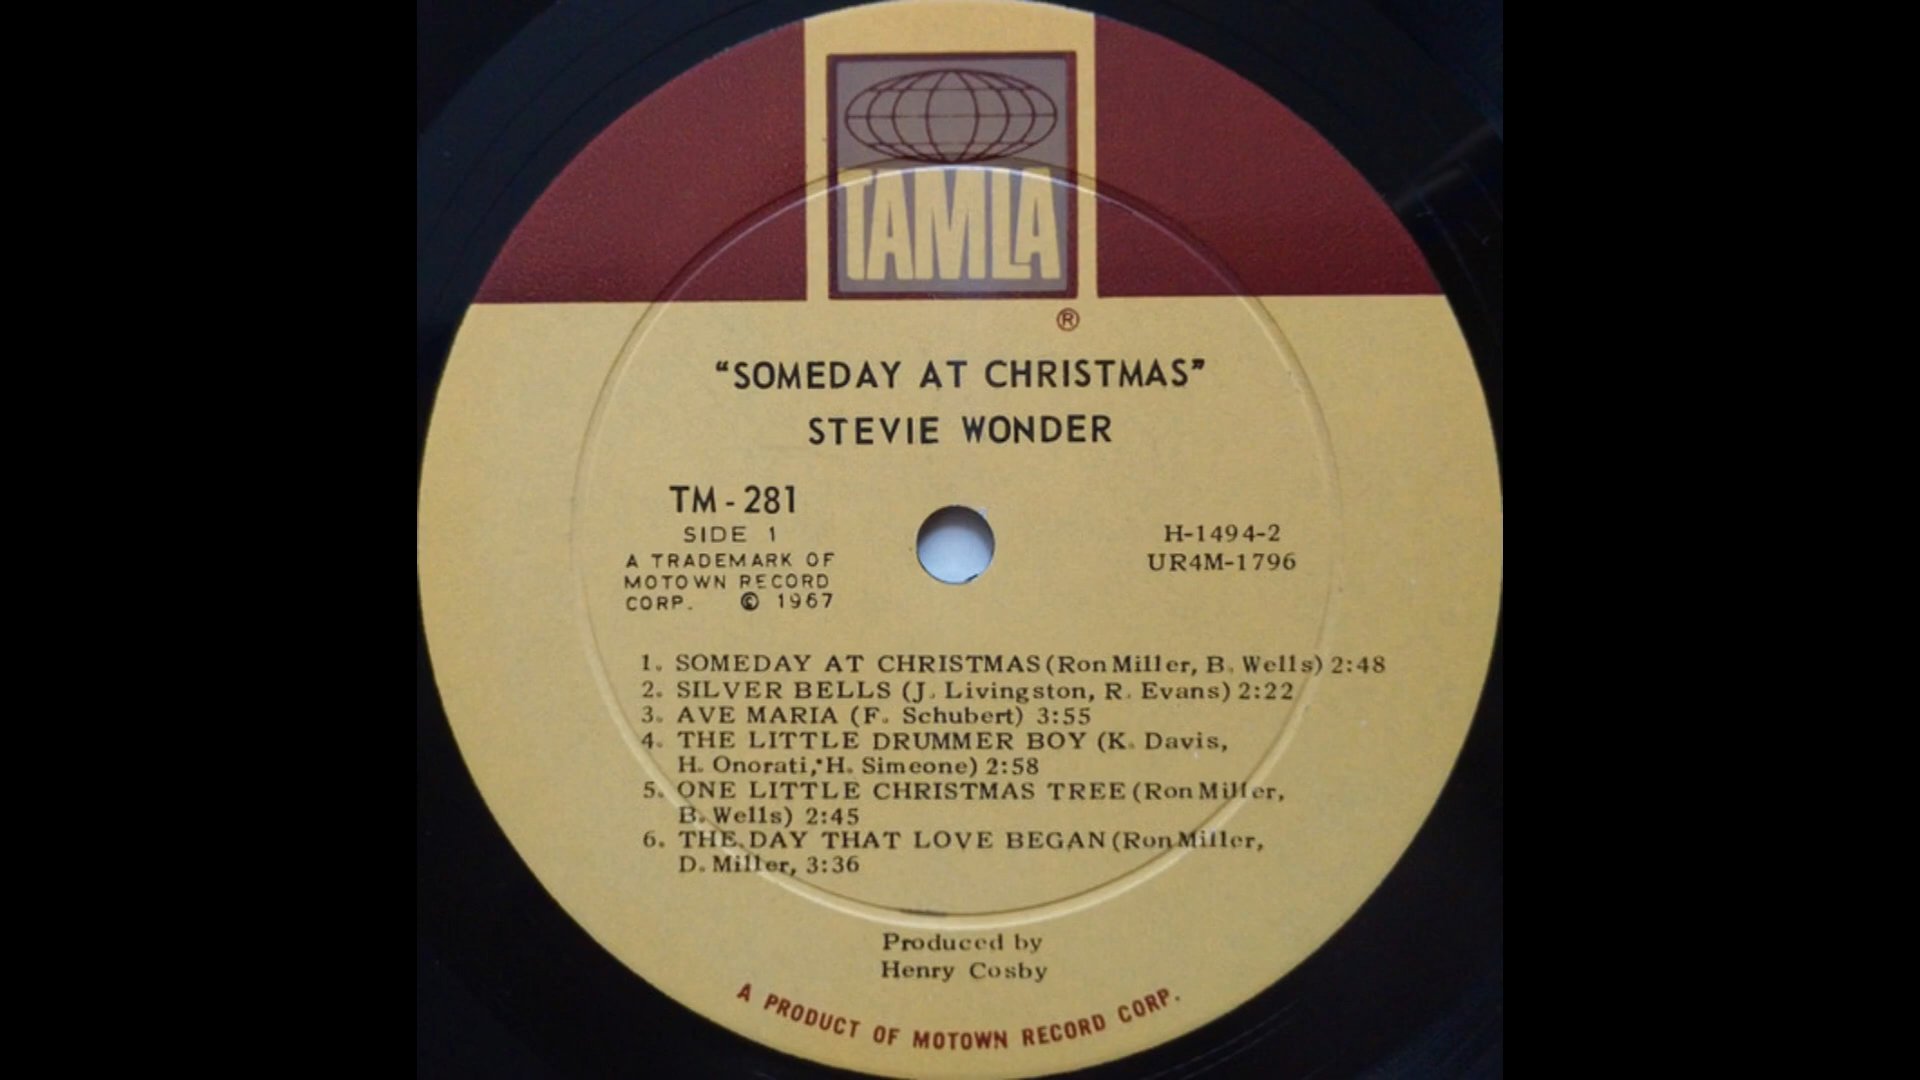 TAMLA
®
“SOMEDAY AT CHRISTMAS”
STEVIE WONDER
TM - 281
SIDE 1
A TRADEMARK OF
MOTOWN RECORD
CORP. © 1967
H-1494-2
UR4M-1796
1. SOMEDAY AT CHRISTMAS (Ron Miller, B. Wells) 2:48
2. SILVER BELLS (J. Livingston, R. Evans) 2:22
3. AVE MARIA (F. Schubert) 3:55
4. THE LITTLE DRUMMER BOY (K. Davis,
H. Onorati, H. Simeone) 2:58
5. ONE LITTLE CHRISTMAS TREE (Ron Miller,
B. Wells) 2:45
6. THE DAY THAT LOVE BEGAN (Ron Miller,
D. Miller, 3:36
Produced by
Henry Cosby
A PRODUCT OF MOTOWN RECORD CORP.